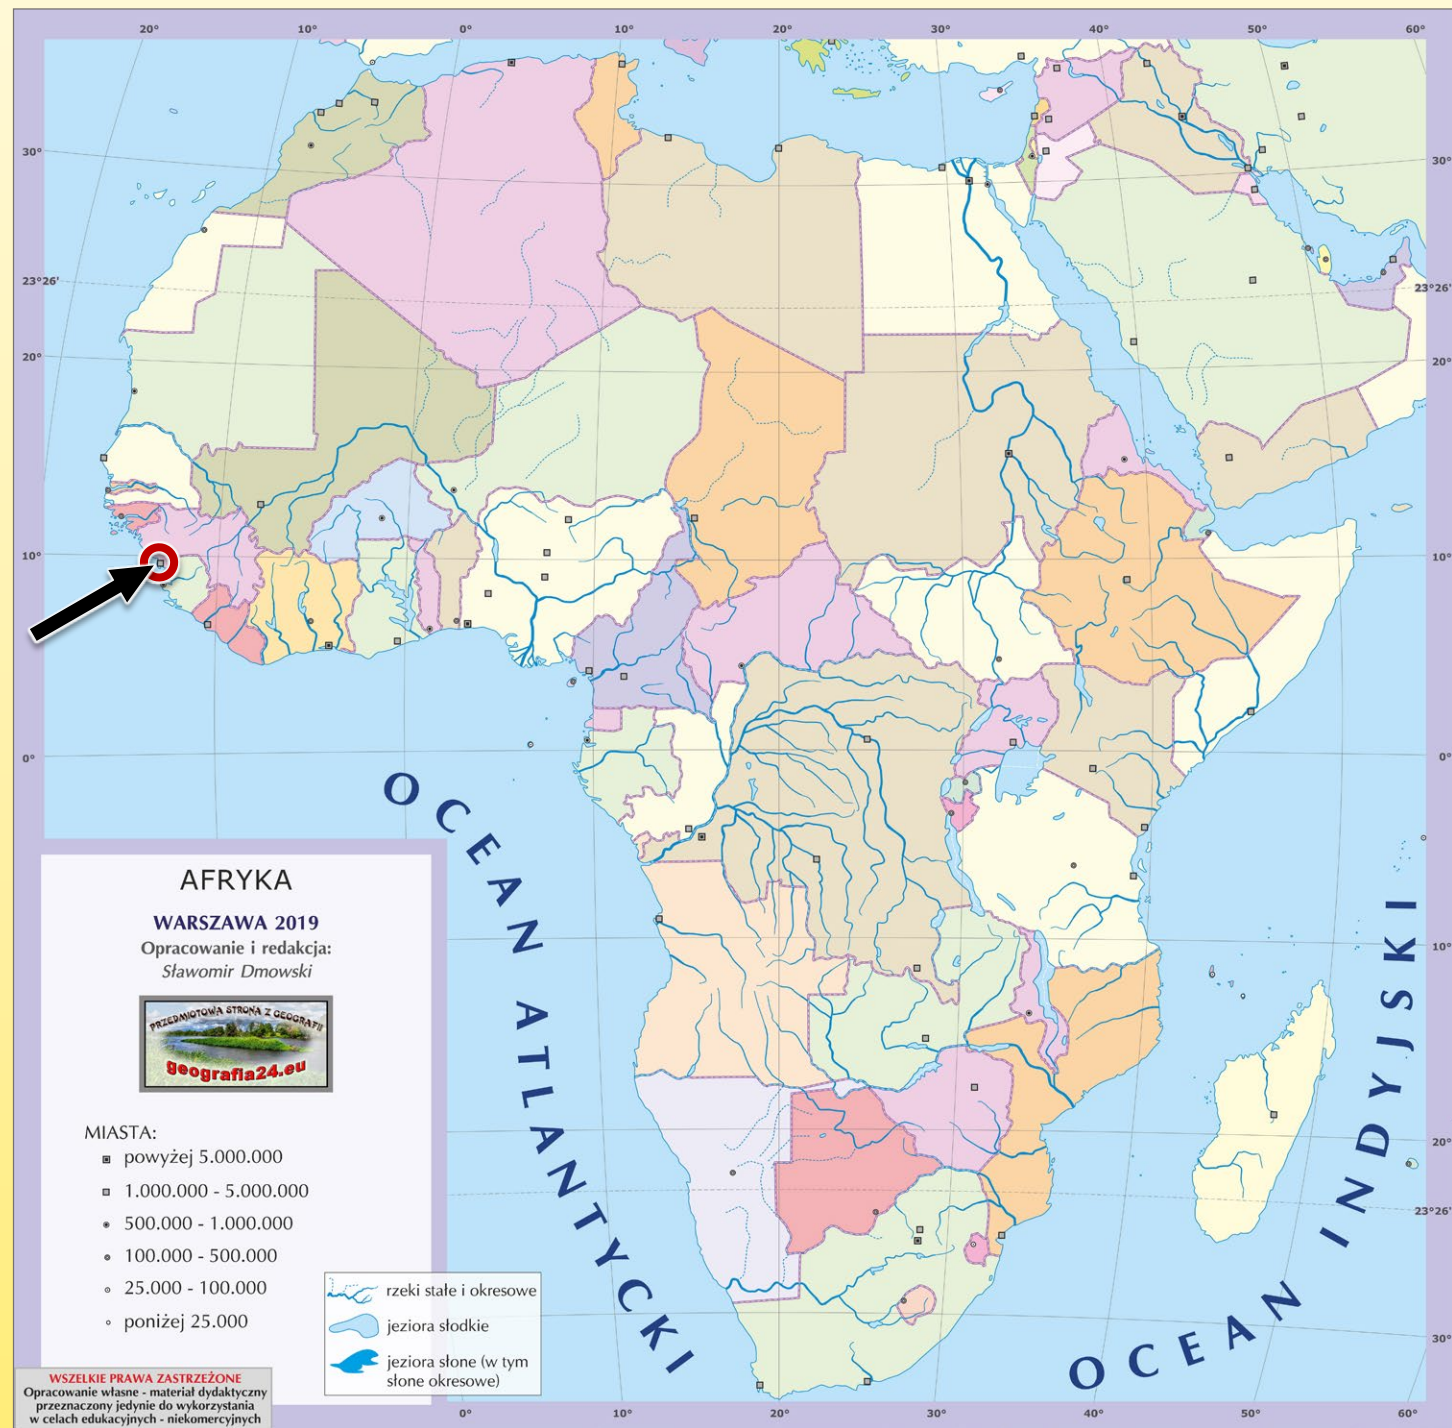 20° 10° 0° 10° 20° 30° 40° 50° 60°
30° 30°
23°26' 23°26'
20° 20°
10° 10°
0° 0°
OCEAN ATLANTYCKI
OCEAN INDYJSKI
10°
20°
23°26'
30°
AFRYKA
WARSZAWA 2019
Opracowanie i redakcja:
Sławomir Dmowski
PRZEDMIOTOWA STRONA Z GEOGRAFII
geografia24.eu
MIASTA:
powyżej 5.000.000
1.000.000 - 5.000.000
500.000 - 1.000.000
100.000 - 500.000
25.000 - 100.000
poniżej 25.000
rzeki stałe i okresowe
jeziora słodkie
jeziora słone (w tym
słone okresowe)
WSZELKIE PRAWA ZASTRZEŻONE
Opracowanie własne - materiał dydaktyczny
przeznaczony jedynie do wykorzystania
w celach edukacyjnych - niekomercyjnych
0° 10° 20° 30° 40° 50° 60°